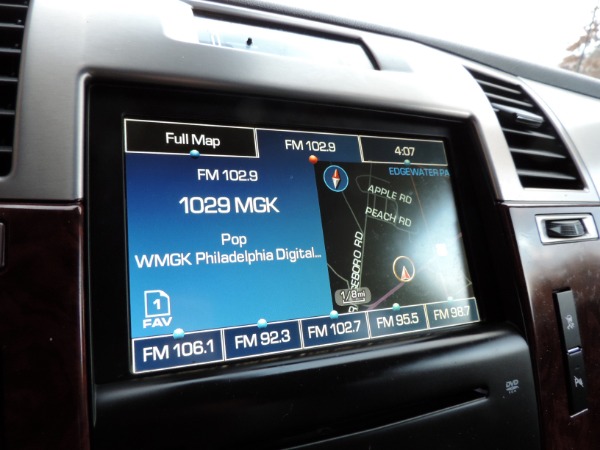 Full Map
FM 102.9
4:07
FM 102.9
1029 MGK
Pop
WMGK Philadelphia Digital...
1
FAV
EDGEWATER PA
APPLE RD
PEACH RD
RD
1/8mi
FM 106.1
FM 92.3
FM 102.7
FM 95.5
FM 98.7
DVD